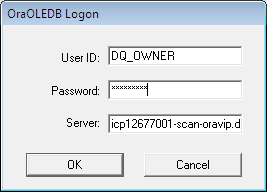 OraOLEDB Logon
User ID: DQ_OWNER
Password: *********
Server: icp12677001-scan-oravip.d
OK Cancel